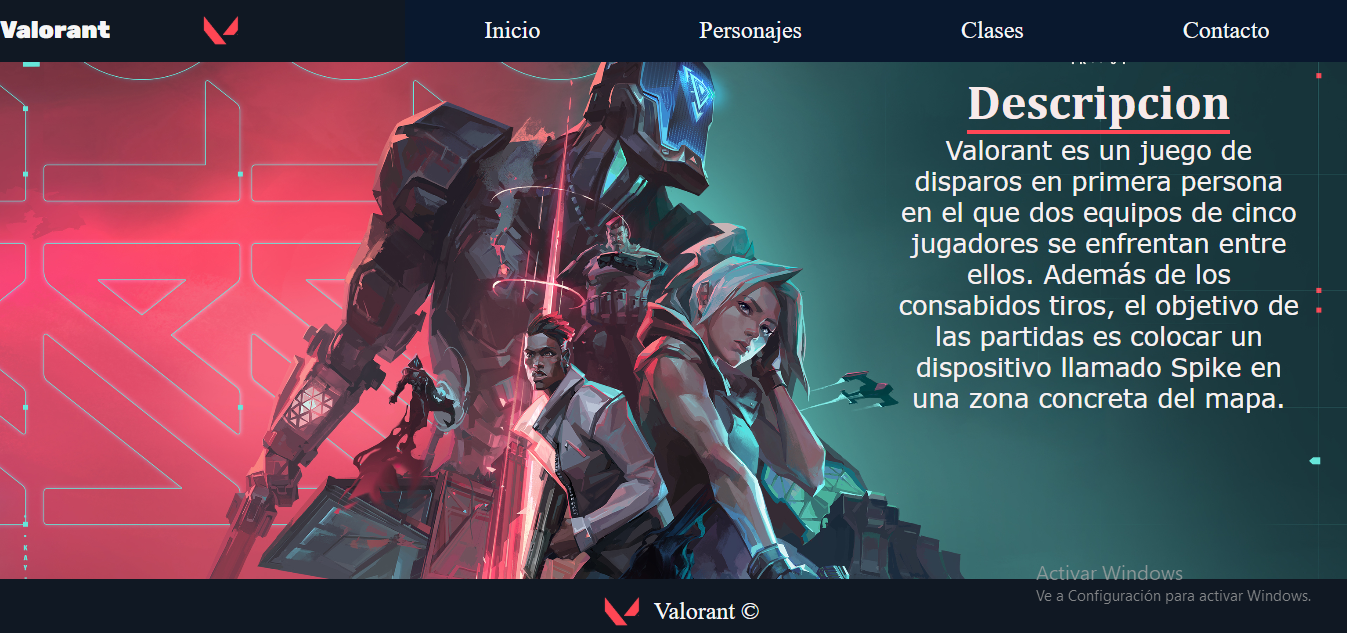 Valorant
Inicio
Personajes
Clases
Contacto
Descripcion
Valorant es un juego de
disparos en primera persona
en el que dos equipos de cinco
jugadores se enfrentan entre
ellos. Además de los
consabidos tiros, el objetivo de
las partidas es colocar un
dispositivo llamado Spike en
una zona concreta del mapa.
Activar Windows
Ve a Configuración para activar Windows.
Valorant ©